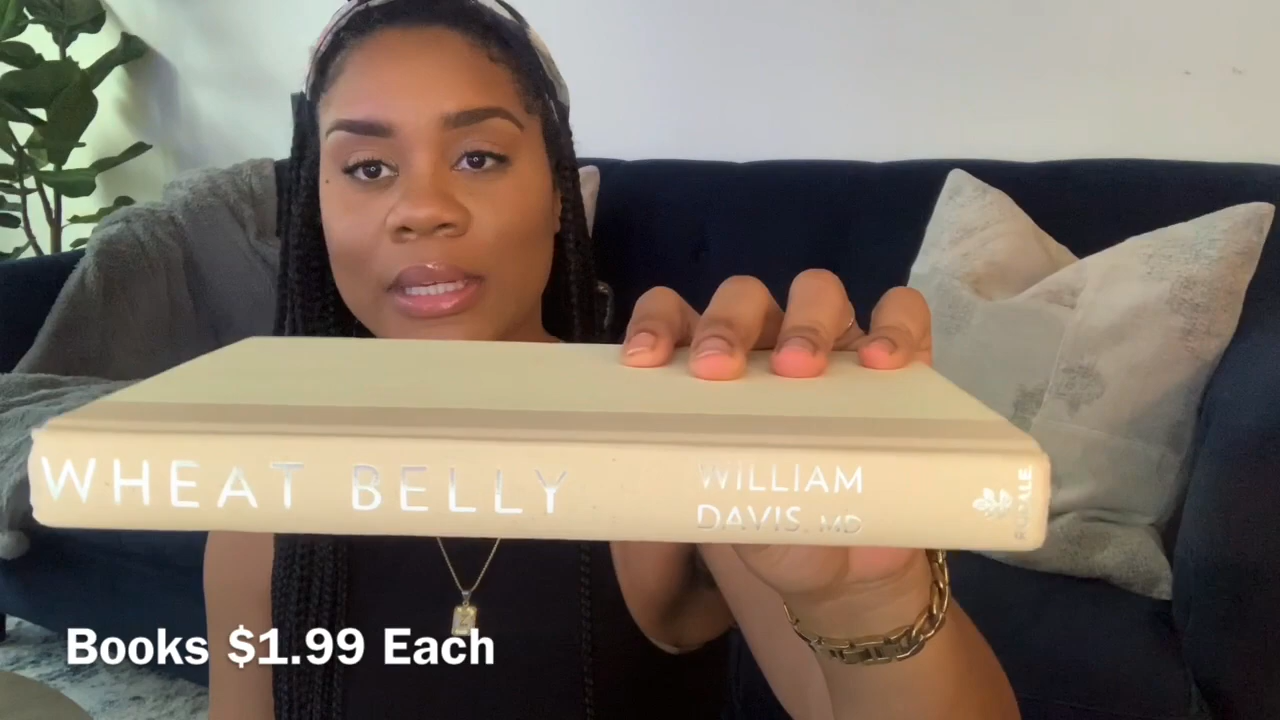 WHEAT BELLY
WILLIAM
DAVIS, MD
RODALE
Books $1.99 Each